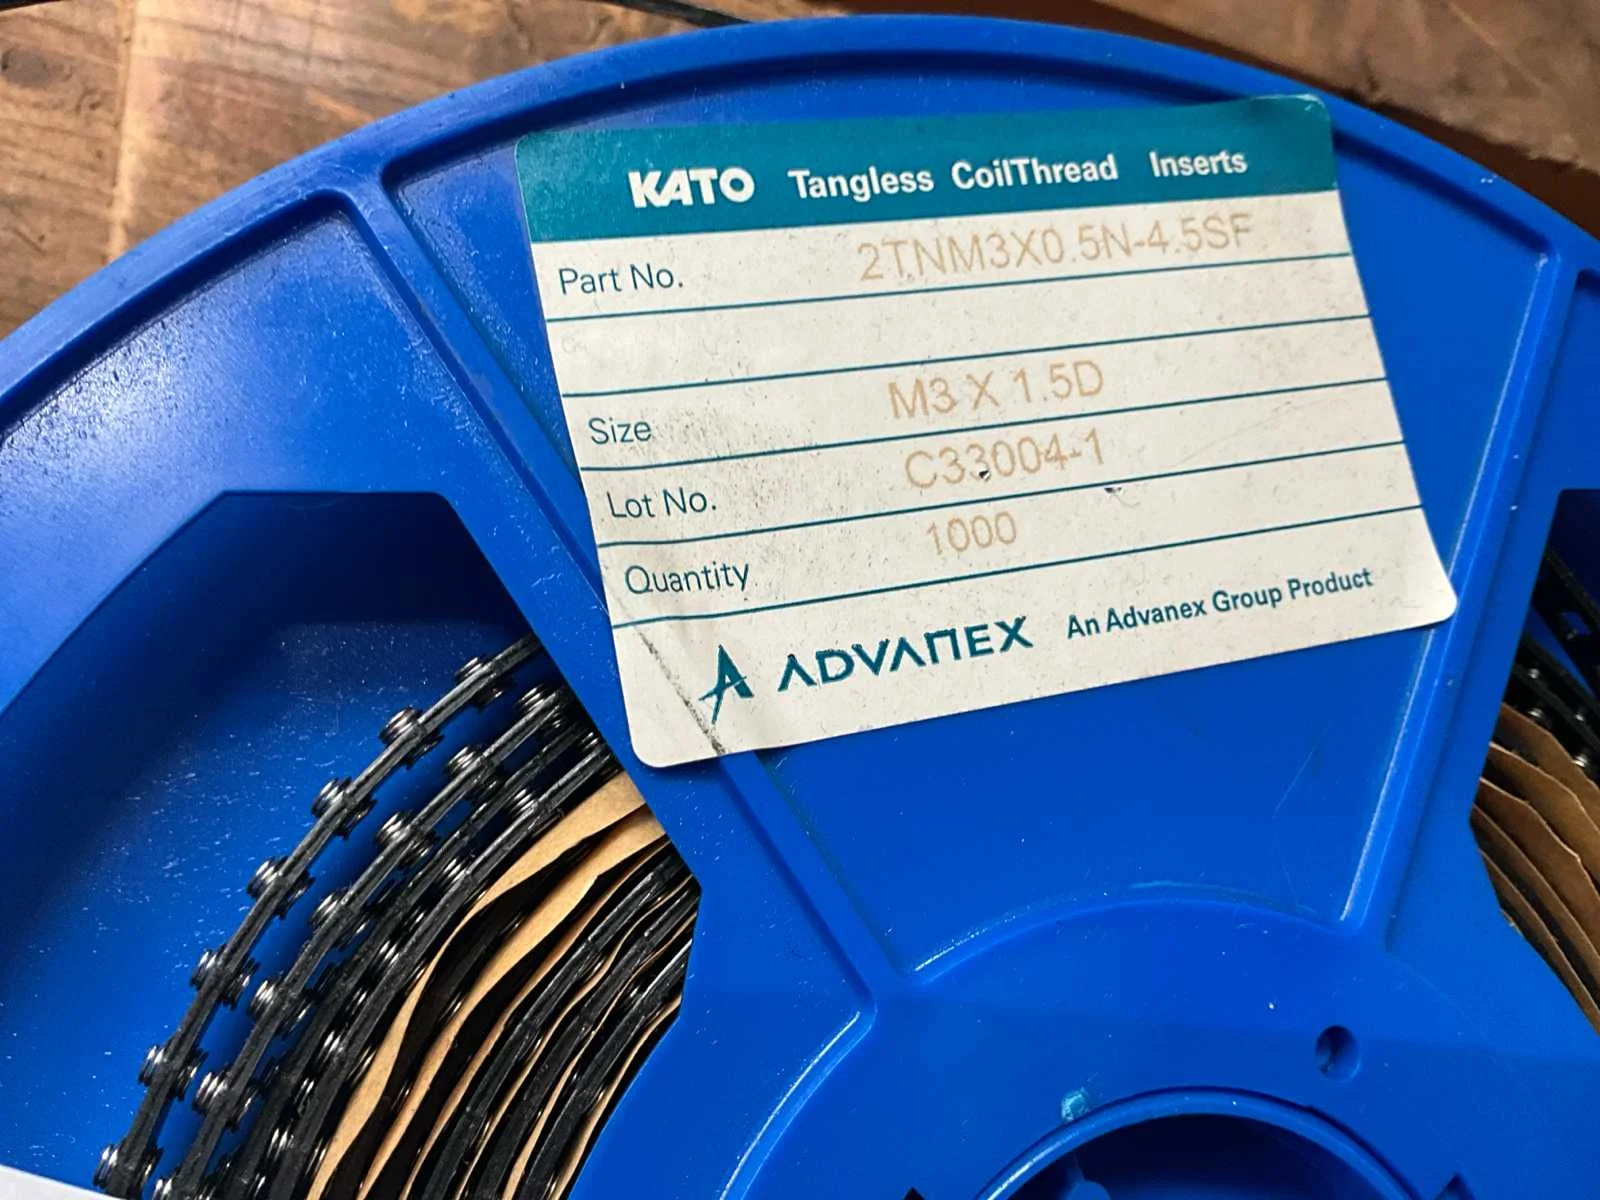 KATO Tangless CoilThread Inserts
Part No. 2TNM3X0.5N-4.5SF
Size M3 X 1.5D
Lot No. C33004-1
Quantity 1000
ADVANEX An Advanex Group Product